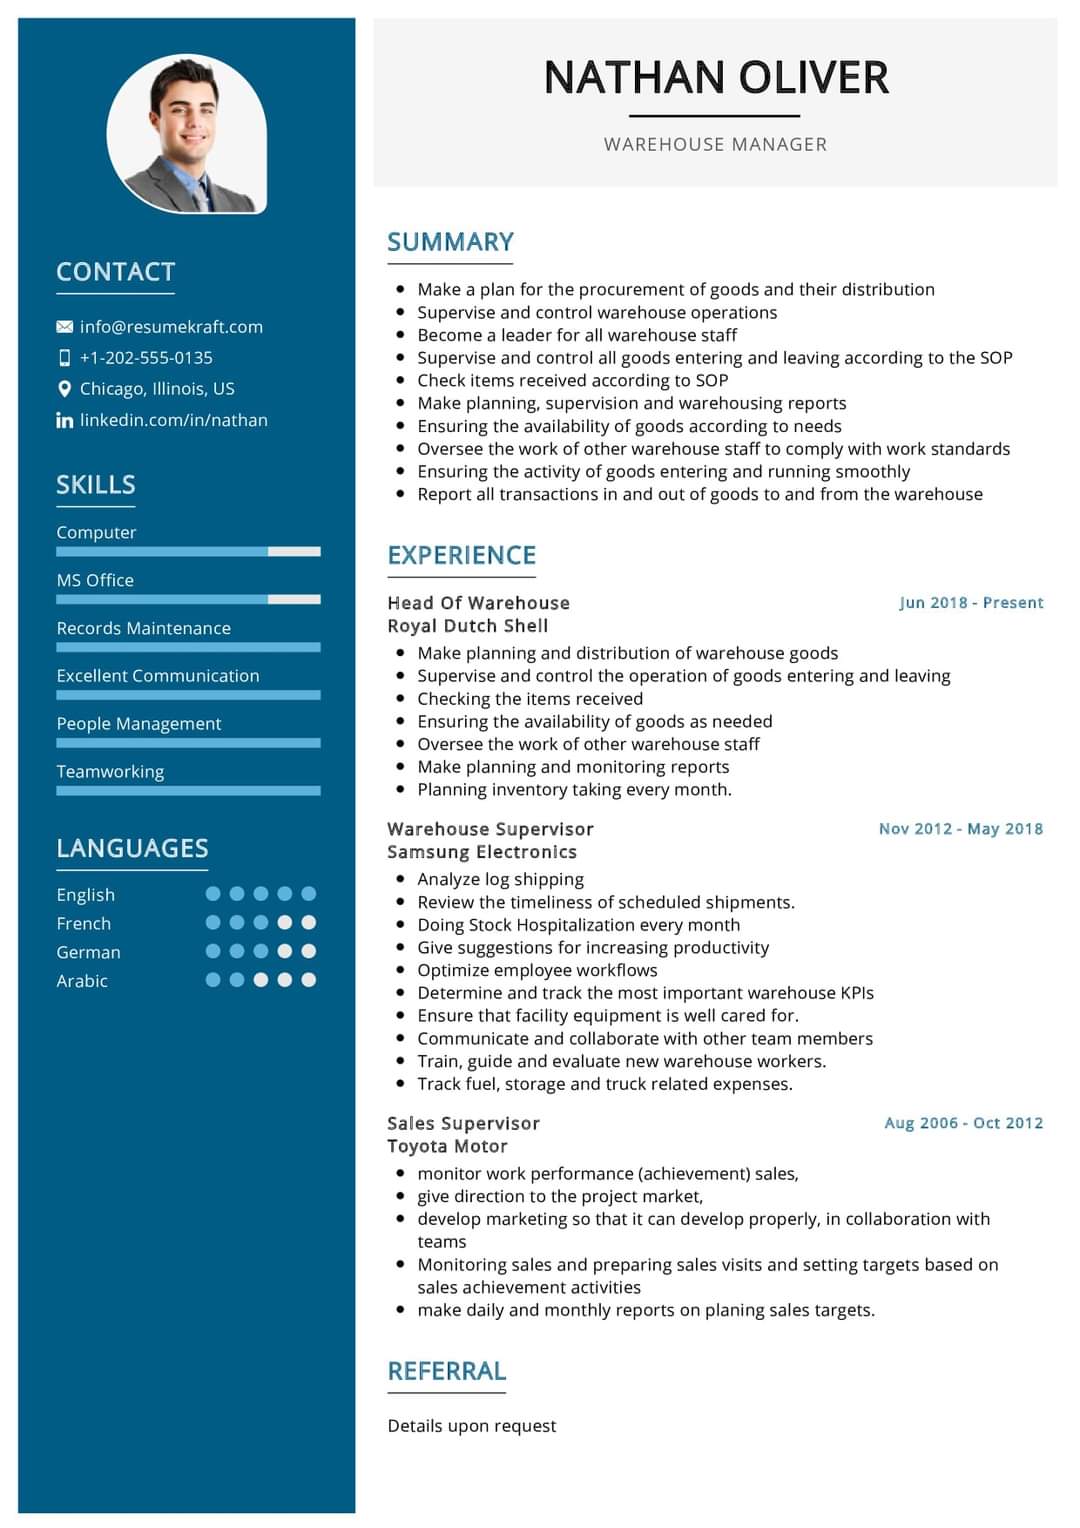 NATHAN OLIVER
WAREHOUSE MANAGER
CONTACT
info@resumekraft.com
+1-202-555-0135
Chicago, Illinois, US
linkedin.com/in/nathan
SKILLS
Computer
MS Office
Records Maintenance
Excellent Communication
People Management
Teamworking
LANGUAGES
English
French
German
Arabic
SUMMARY
Make a plan for the procurement of goods and their distribution
Supervise and control warehouse operations
Become a leader for all warehouse staff
Supervise and control all goods entering and leaving according to the SOP
Check items received according to SOP
Make planning, supervision and warehousing reports
Ensuring the availability of goods according to needs
Oversee the work of other warehouse staff to comply with work standards
Ensuring the activity of goods entering and running smoothly
Report all transactions in and out of goods to and from the warehouse
EXPERIENCE
Head Of Warehouse Jun 2018 - Present
Royal Dutch Shell
Make planning and distribution of warehouse goods
Supervise and control the operation of goods entering and leaving
Checking the items received
Ensuring the availability of goods as needed
Oversee the work of other warehouse staff
Make planning and monitoring reports
Planning inventory taking every month.
Warehouse Supervisor Nov 2012 - May 2018
Samsung Electronics
Analyze log shipping
Review the timeliness of scheduled shipments.
Doing Stock Hospitalization every month
Give suggestions for increasing productivity
Optimize employee workflows
Determine and track the most important warehouse KPIs
Ensure that facility equipment is well cared for.
Communicate and collaborate with other team members
Train, guide and evaluate new warehouse workers.
Track fuel, storage and truck related expenses.
Sales Supervisor Aug 2006 - Oct 2012
Toyota Motor
monitor work performance (achievement) sales,
give direction to the project market,
develop marketing so that it can develop properly, in collaboration with
teams
Monitoring sales and preparing sales visits and setting targets based on
sales achievement activities
make daily and monthly reports on planing sales targets.
REFERRAL
Details upon request